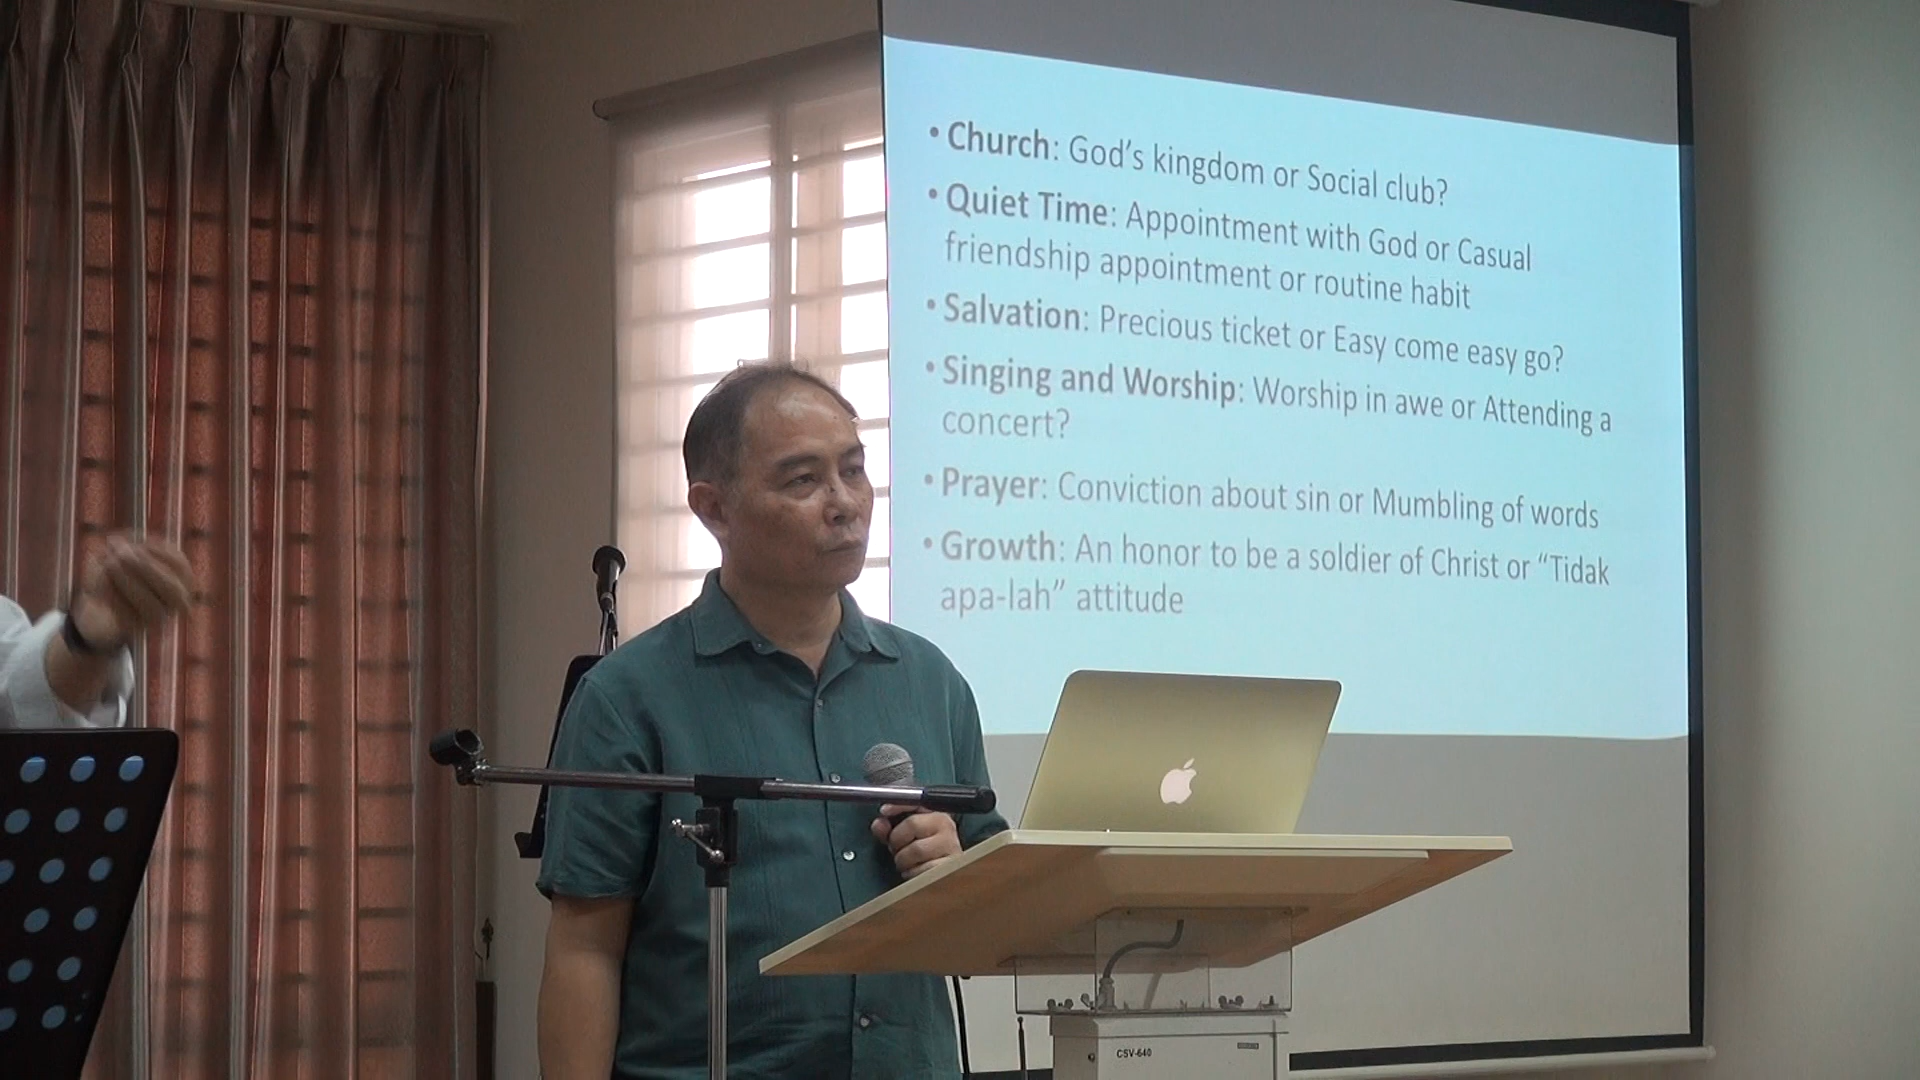 • Church: God's kingdom or Social club?
• Quiet Time: Appointment with God or Casual
friendship appointment or routine habit
• Salvation: Precious ticket or Easy come easy go?
• Singing and Worship: Worship in awe or Attending a
concert?
• Prayer: Conviction about sin or Mumbling of words
• Growth: An honor to be a soldier of Christ or “Tidak
apa-lah” attitude
CSV-640